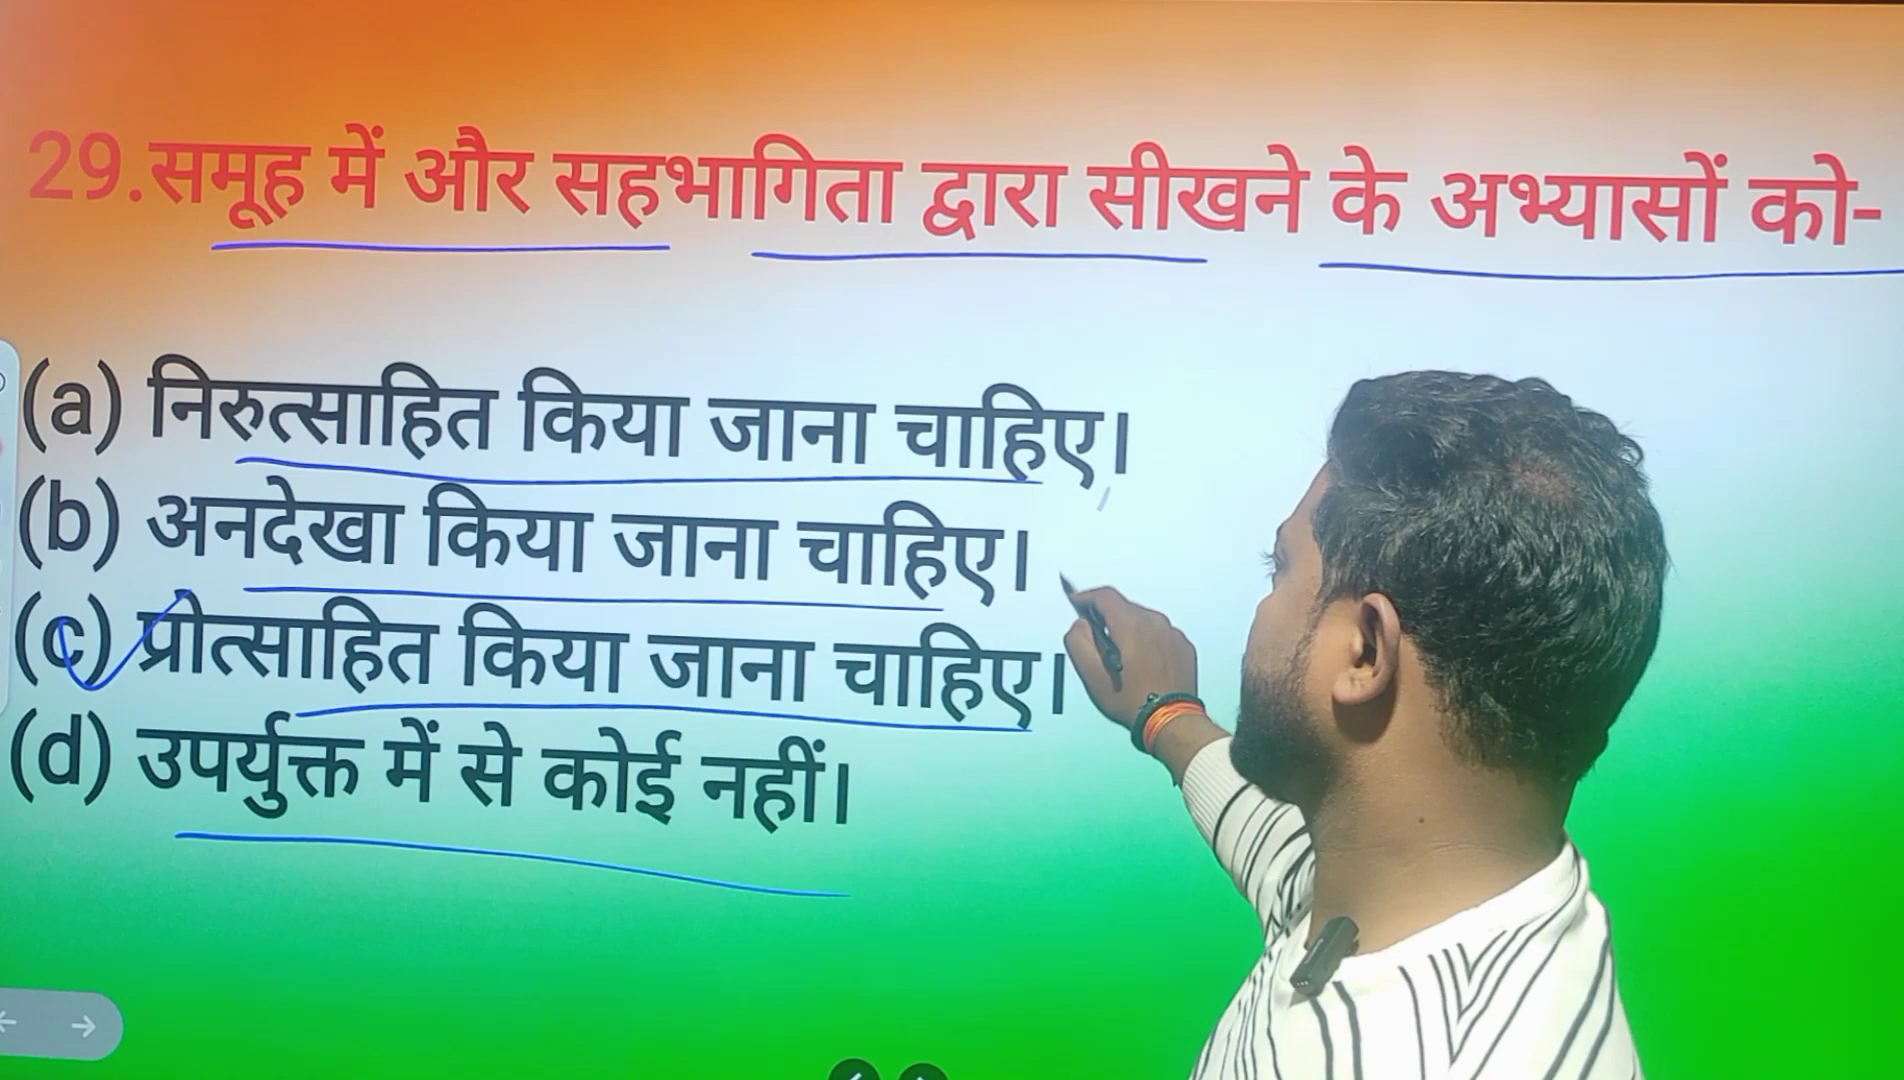 29.समूह में और सहभागिता द्वारा सीखने के अभ्यासों को-
(a) निरुत्साहित किया जाना चाहिए।
(b) अनदेखा किया जाना चाहिए।
(c) प्रोत्साहित किया जाना चाहिए।
(d) उपर्युक्त में से कोई नहीं।